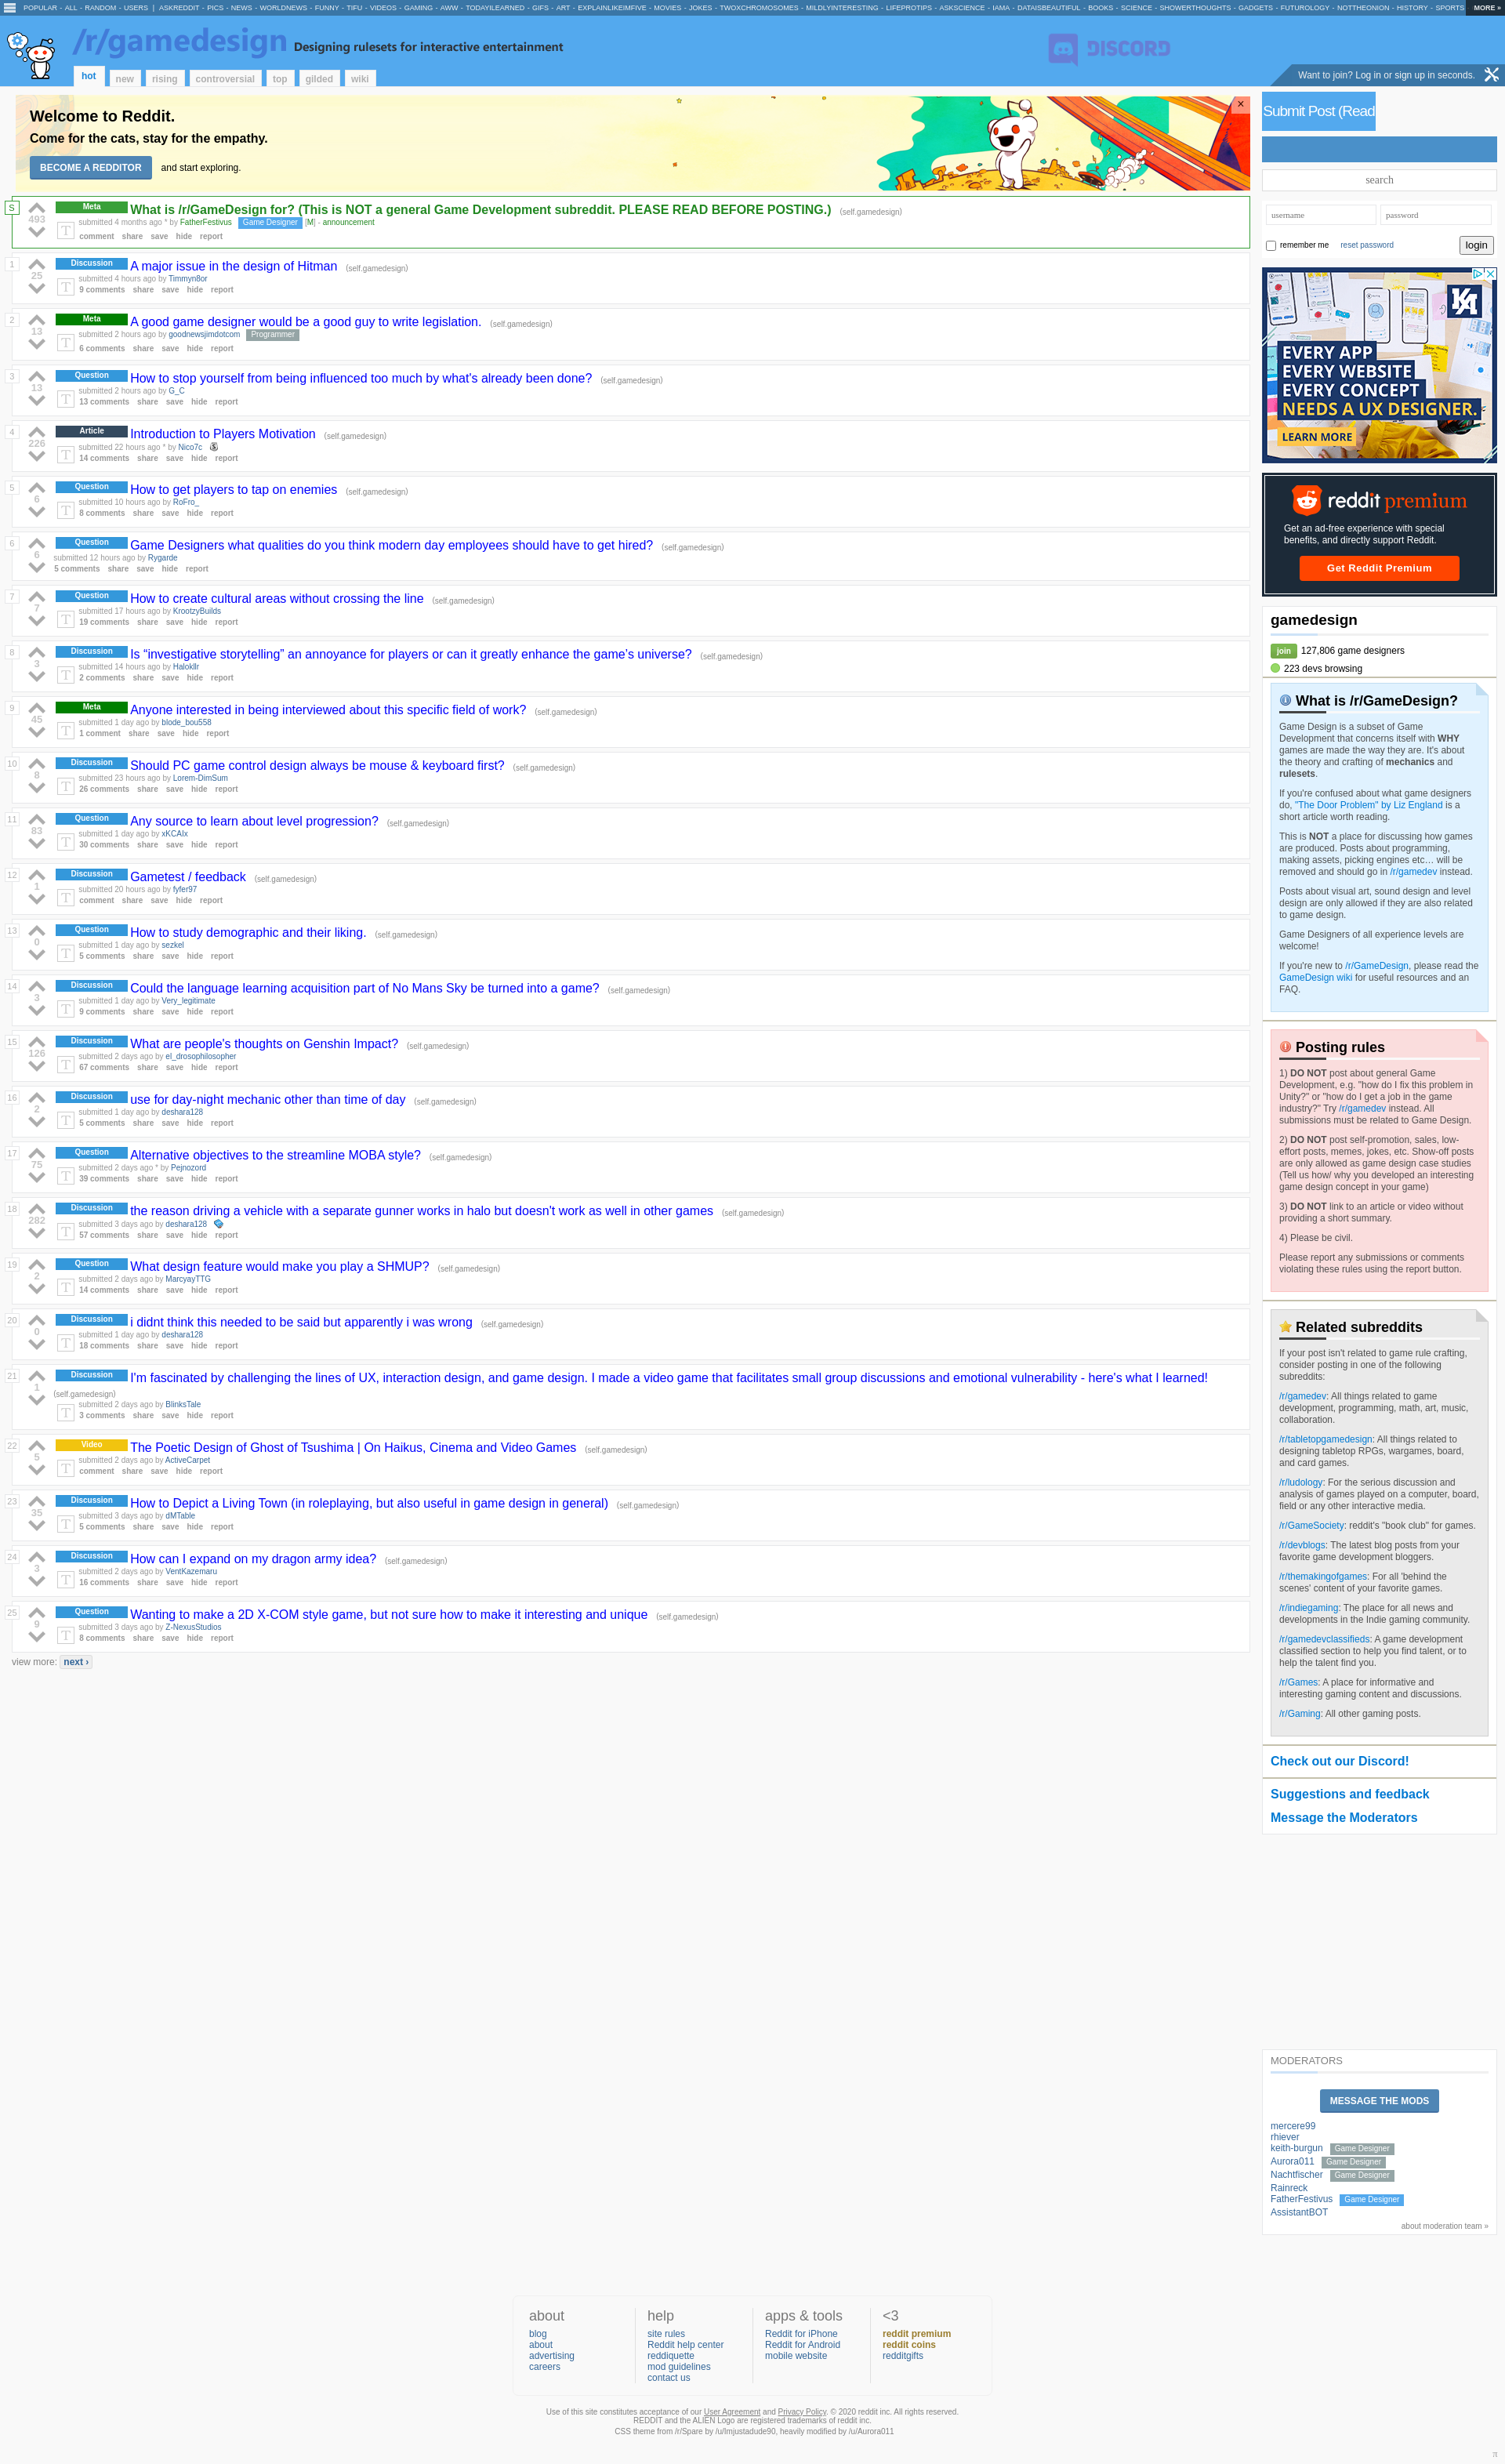 POPULAR - ALL - RANDOM - USERS | ASKREDDIT - PICS - NEWS - WORLDNEWS - FUNNY - TIFU - VIDEOS - GAMING - AWW - TODAYILEARNED - GIFS - ART - EXPLAINLIKEIMFIVE - MOVIES - JOKES - TWOXCHROMOSOMES - MILDLYINTERESTING - LIFEPROTIPS - ASKSCIENCE - IAMA - DATAISBEAUTIFUL - BOOKS - SCIENCE - SHOWERTHOUGHTS - GADGETS - FUTUROLOGY - NOTTHEONION - HISTORY - SPORTS MORE »
/r/gamedesign Designing rulesets for interactive entertainment
DISCORD
hot new rising controversial top gilded wiki
Want to join? Log in or sign up in seconds.
Welcome to Reddit.
Come for the cats, stay for the empathy.
BECOME A REDDITOR and start exploring.
×
S
493
Meta What is /r/GameDesign for? (This is NOT a general Game Development subreddit. PLEASE READ BEFORE POSTING.) (self.gamedesign)
submitted 4 months ago * by FatherFestivus Game Designer [M] - announcement
comment share save hide report
1
25
Discussion A major issue in the design of Hitman (self.gamedesign)
submitted 4 hours ago by Timmyn8or
9 comments share save hide report
2
13
Meta A good game designer would be a good guy to write legislation. (self.gamedesign)
submitted 2 hours ago by goodnewsjimdotcom Programmer
6 comments share save hide report
3
13
Question How to stop yourself from being influenced too much by what's already been done? (self.gamedesign)
submitted 2 hours ago by G_C
13 comments share save hide report
4
226
Article Introduction to Players Motivation (self.gamedesign)
submitted 22 hours ago * by Nico7c
14 comments share save hide report
5
6
Question How to get players to tap on enemies (self.gamedesign)
submitted 10 hours ago by RoFro_
8 comments share save hide report
6
6
Question Game Designers what qualities do you think modern day employees should have to get hired? (self.gamedesign)
submitted 12 hours ago by Rygarde
5 comments share save hide report
7
7
Question How to create cultural areas without crossing the line (self.gamedesign)
submitted 17 hours ago by KrootzyBuilds
19 comments share save hide report
8
3
Discussion Is “investigative storytelling” an annoyance for players or can it greatly enhance the game’s universe? (self.gamedesign)
submitted 14 hours ago by Halokllr
2 comments share save hide report
9
45
Meta Anyone interested in being interviewed about this specific field of work? (self.gamedesign)
submitted 1 day ago by blode_bou558
1 comment share save hide report
10
8
Discussion Should PC game control design always be mouse & keyboard first? (self.gamedesign)
submitted 23 hours ago by Lorem-DimSum
26 comments share save hide report
11
83
Question Any source to learn about level progression? (self.gamedesign)
submitted 1 day ago by xKCAIx
30 comments share save hide report
12
1
Discussion Gametest / feedback (self.gamedesign)
submitted 20 hours ago by fyfer97
comment share save hide report
13
0
Question How to study demographic and their liking. (self.gamedesign)
submitted 1 day ago by sezkel
5 comments share save hide report
14
3
Discussion Could the language learning acquisition part of No Mans Sky be turned into a game? (self.gamedesign)
submitted 1 day ago by Very_legitimate
9 comments share save hide report
15
126
Discussion What are people's thoughts on Genshin Impact? (self.gamedesign)
submitted 2 days ago by el_drosophilosopher
67 comments share save hide report
16
2
Discussion use for day-night mechanic other than time of day (self.gamedesign)
submitted 1 day ago by deshara128
5 comments share save hide report
17
75
Question Alternative objectives to the streamline MOBA style? (self.gamedesign)
submitted 2 days ago * by Pejnozord
39 comments share save hide report
18
282
Discussion the reason driving a vehicle with a separate gunner works in halo but doesn't work as well in other games (self.gamedesign)
submitted 3 days ago by deshara128
57 comments share save hide report
19
2
Question What design feature would make you play a SHMUP? (self.gamedesign)
submitted 2 days ago by MarcyayTTG
14 comments share save hide report
20
0
Discussion i didnt think this needed to be said but apparently i was wrong (self.gamedesign)
submitted 1 day ago by deshara128
18 comments share save hide report
21
1
Discussion I'm fascinated by challenging the lines of UX, interaction design, and game design. I made a video game that facilitates small group discussions and emotional vulnerability - here's what I learned!
(self.gamedesign)
submitted 2 days ago by BlinksTale
3 comments share save hide report
22
5
Video The Poetic Design of Ghost of Tsushima | On Haikus, Cinema and Video Games (self.gamedesign)
submitted 2 days ago by ActiveCarpet
comment share save hide report
23
35
Discussion How to Depict a Living Town (in roleplaying, but also useful in game design in general) (self.gamedesign)
submitted 3 days ago by dMTable
5 comments share save hide report
24
3
Discussion How can I expand on my dragon army idea? (self.gamedesign)
submitted 2 days ago by VentKazemaru
16 comments share save hide report
25
9
Question Wanting to make a 2D X-COM style game, but not sure how to make it interesting and unique (self.gamedesign)
submitted 3 days ago by Z-NexusStudios
8 comments share save hide report
view more: next ›
Submit Post (Read
search
username password
remember me reset password login
EVERY APP
EVERY WEBSITE
EVERY CONCEPT
NEEDS A UX DESIGNER.
LEARN MORE
reddit premium
Get an ad-free experience with special
benefits, and directly support Reddit.
Get Reddit Premium
gamedesign
join 127,806 game designers
223 devs browsing
What is /r/GameDesign?
Game Design is a subset of Game
Development that concerns itself with WHY
games are made the way they are. It's about
the theory and crafting of mechanics and
rulesets.
If you're confused about what game designers
do, "The Door Problem" by Liz England is a
short article worth reading.
This is NOT a place for discussing how games
are produced. Posts about programming,
making assets, picking engines etc… will be
removed and should go in /r/gamedev instead.
Posts about visual art, sound design and level
design are only allowed if they are also related
to game design.
Game Designers of all experience levels are
welcome!
If you're new to /r/GameDesign, please read the
GameDesign wiki for useful resources and an
FAQ.
Posting rules
1) DO NOT post about general Game
Development, e.g. "how do I fix this problem in
Unity?" or "how do I get a job in the game
industry?" Try /r/gamedev instead. All
submissions must be related to Game Design.
2) DO NOT post self-promotion, sales, low-
effort posts, memes, jokes, etc. Show-off posts
are only allowed as game design case studies
(Tell us how/ why you developed an interesting
game design concept in your game)
3) DO NOT link to an article or video without
providing a short summary.
4) Please be civil.
Please report any submissions or comments
violating these rules using the report button.
Related subreddits
If your post isn't related to game rule crafting,
consider posting in one of the following
subreddits:
/r/gamedev: All things related to game
development, programming, math, art, music,
collaboration.
/r/tabletopgamedesign: All things related to
designing tabletop RPGs, wargames, board,
and card games.
/r/ludology: For the serious discussion and
analysis of games played on a computer, board,
field or any other interactive media.
/r/GameSociety: reddit's "book club" for games.
/r/devblogs: The latest blog posts from your
favorite game development bloggers.
/r/themakingofgames: For all 'behind the
scenes' content of your favorite games.
/r/indiegaming: The place for all news and
developments in the Indie gaming community.
/r/gamedevclassifieds: A game development
classified section to help you find talent, or to
help the talent find you.
/r/Games: A place for informative and
interesting gaming content and discussions.
/r/Gaming: All other gaming posts.
Check out our Discord!
Suggestions and feedback
Message the Moderators
MODERATORS
MESSAGE THE MODS
mercere99
rhiever
keith-burgun Game Designer
Aurora011 Game Designer
Nachtfischer Game Designer
Rainreck
FatherFestivus Game Designer
AssistantBOT
about moderation team »
about
blog
about
advertising
careers
help
site rules
Reddit help center
reddiquette
mod guidelines
contact us
apps & tools
Reddit for iPhone
Reddit for Android
mobile website
<3
reddit premium
reddit coins
redditgifts
Use of this site constitutes acceptance of our User Agreement and Privacy Policy. © 2020 reddit inc. All rights reserved.
REDDIT and the ALIEN Logo are registered trademarks of reddit inc.
CSS theme from /r/Spare by /u/Imjustadude90, heavily modified by /u/Aurora011
π